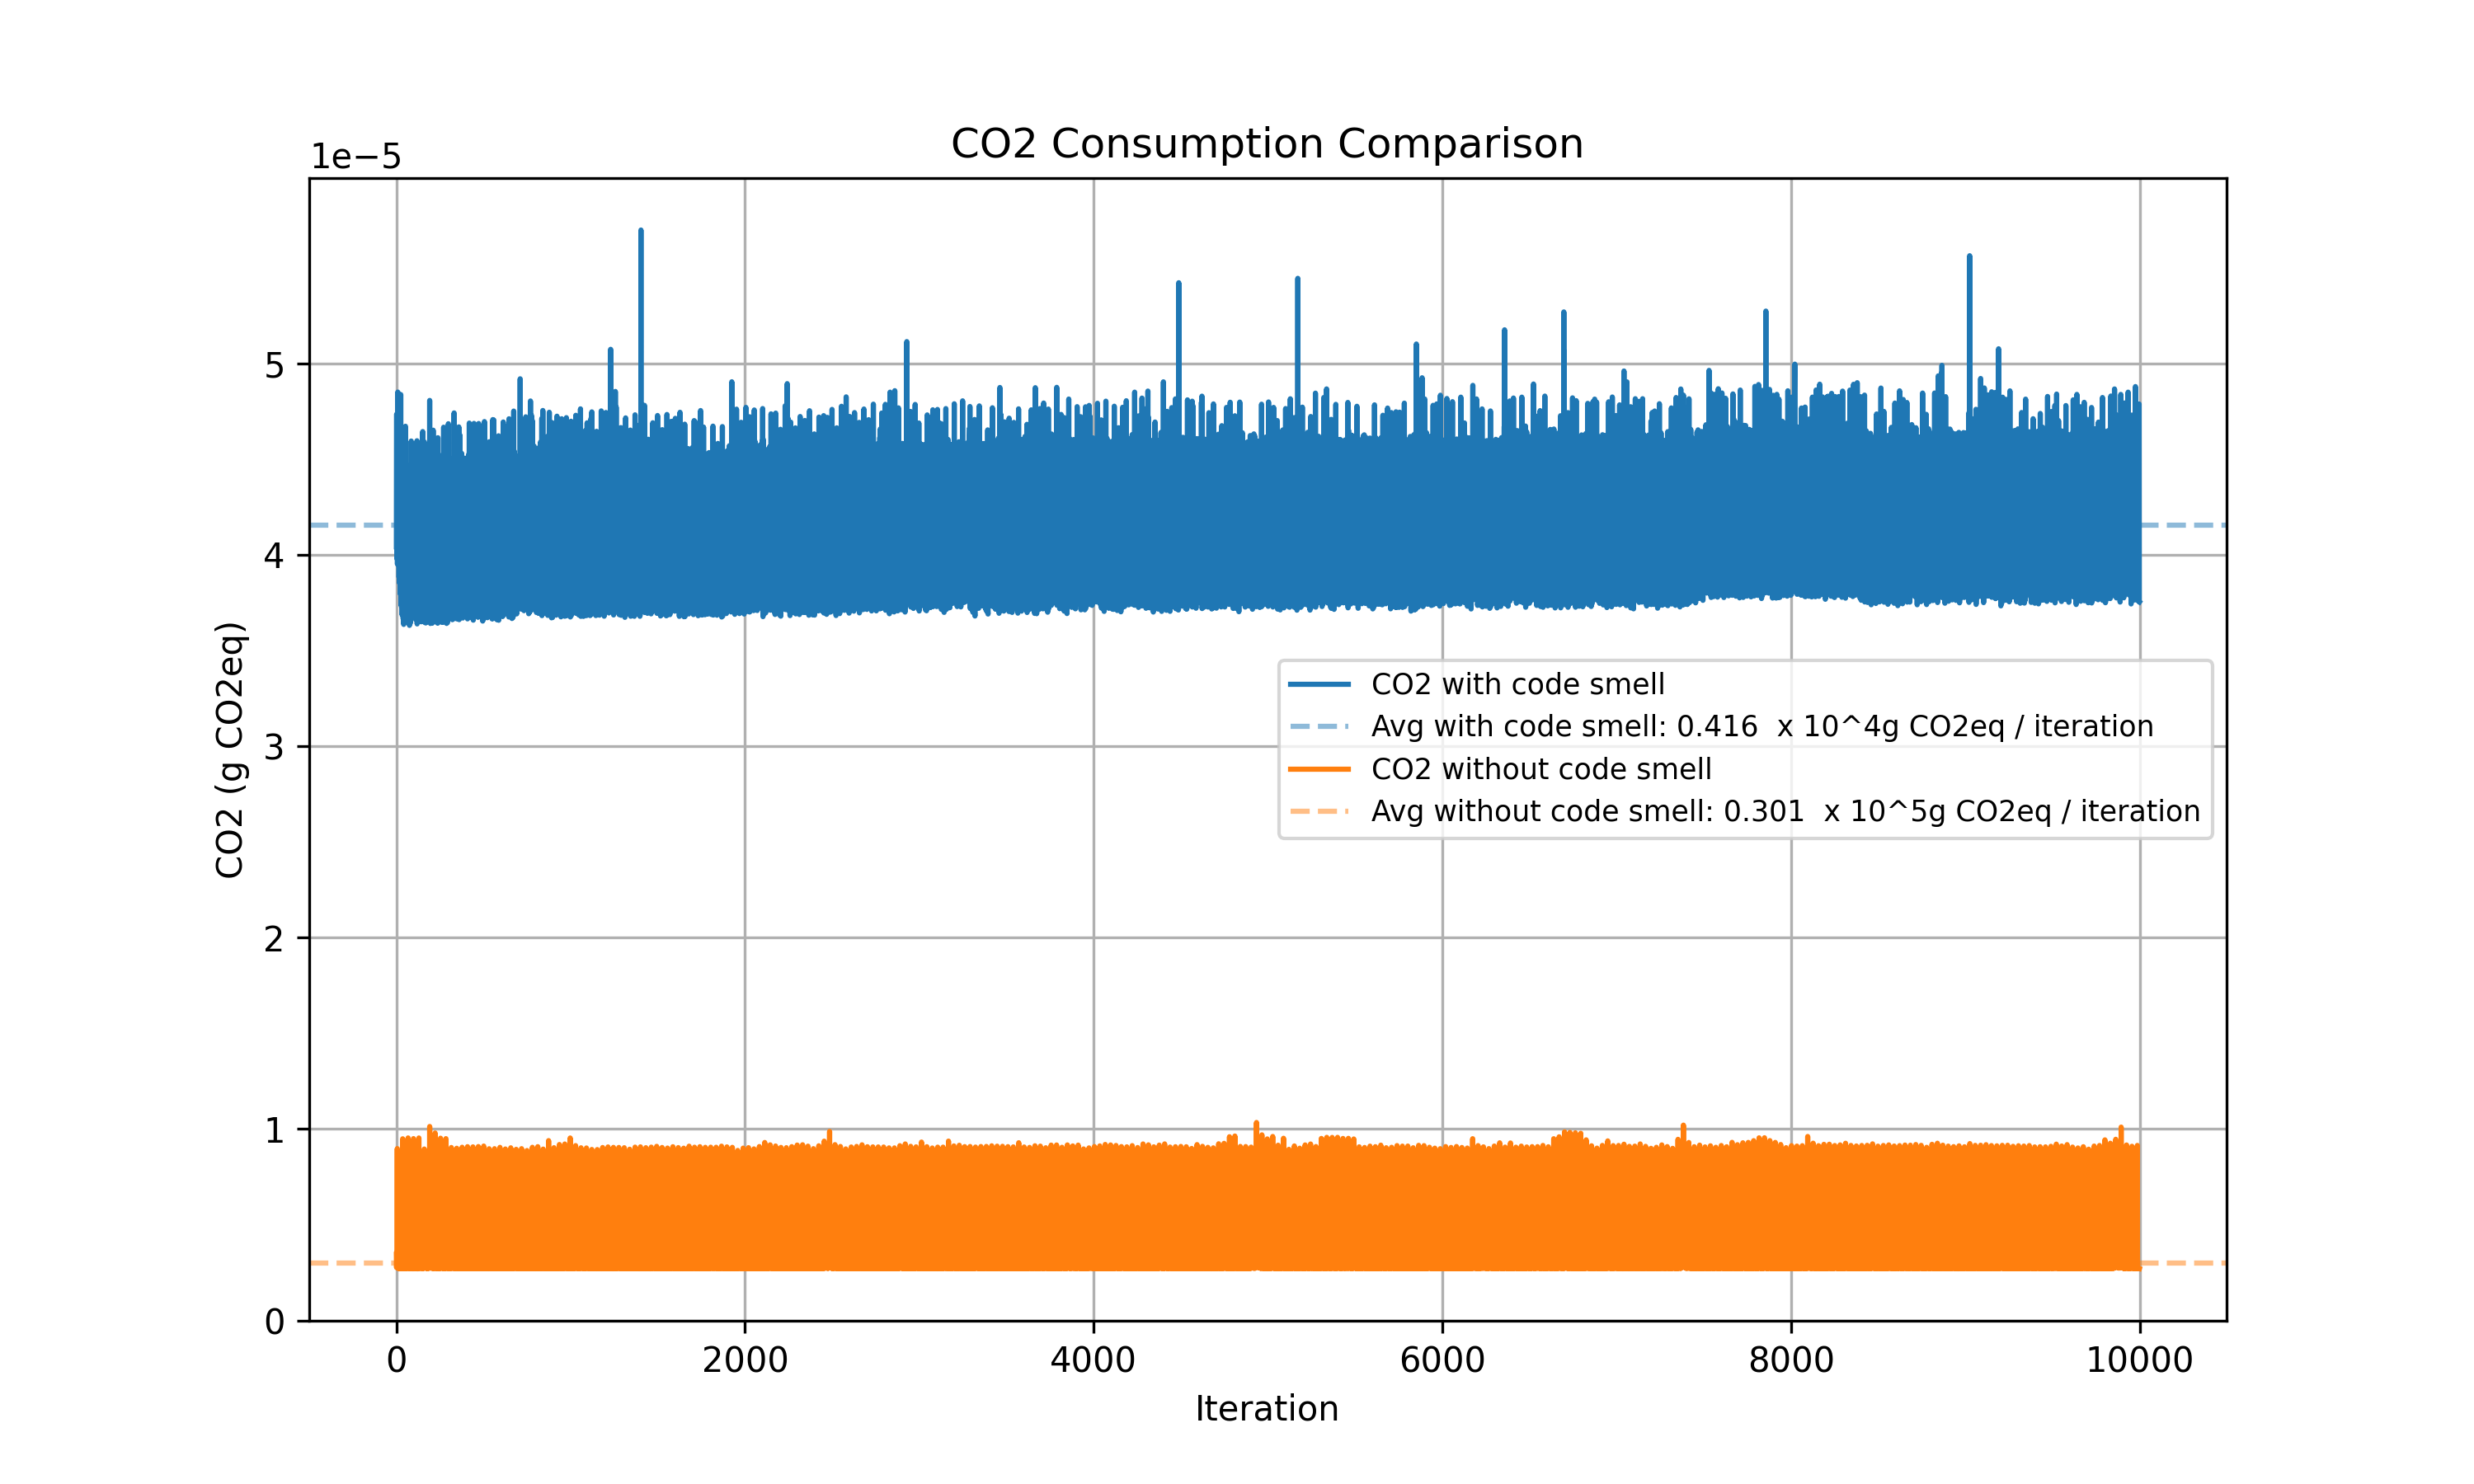 CO2 Consumption Comparison
1e−5
5
4
3
2
1
0
CO2 (g CO2eq)
CO2 with code smell
Avg with code smell: 0.416  x 10^4g CO2eq / iteration
CO2 without code smell
Avg without code smell: 0.301  x 10^5g CO2eq / iteration
0 2000 4000 6000 8000 10000
Iteration